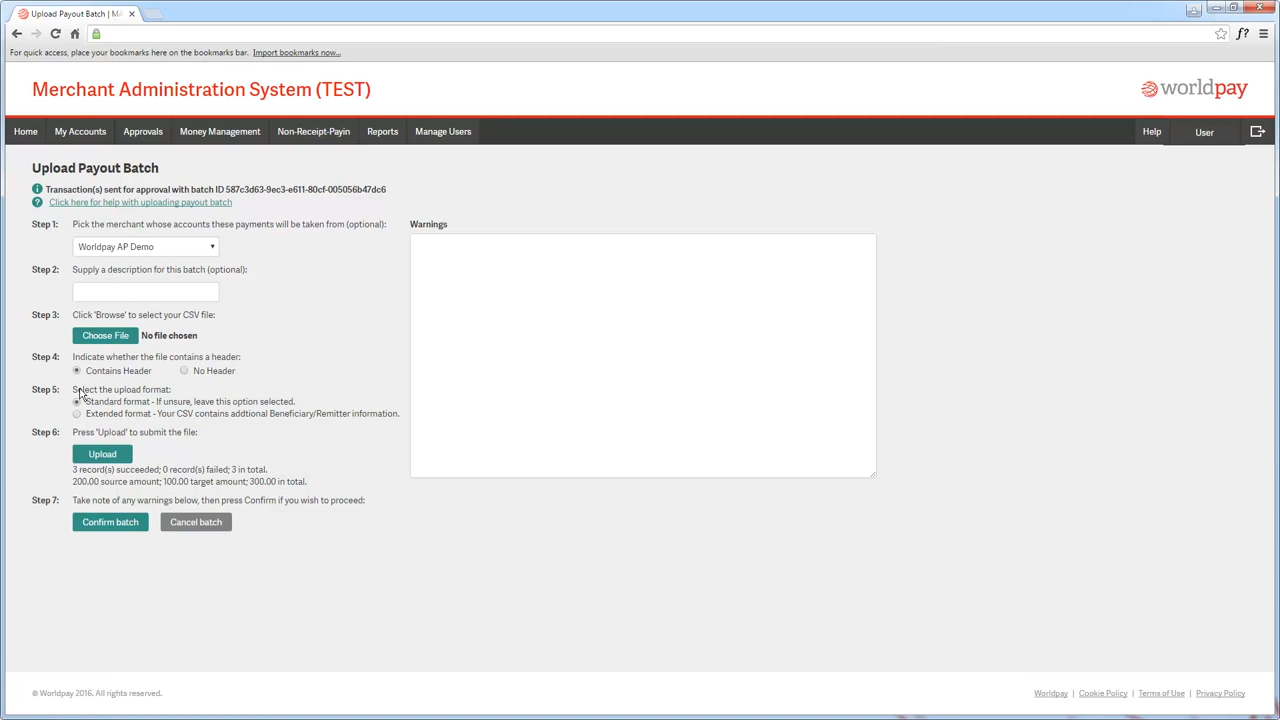 Upload Payout Batch | M
For quick access, place your bookmarks here on the bookmarks bar. Import bookmarks now...
Merchant Administration System (TEST)
worldpay
Home My Accounts Approvals Money Management Non-Receipt-Payin Reports Manage Users Help User
Upload Payout Batch
Transaction(s) sent for approval with batch ID 587c3d63-9ec3-e611-80cf-005056b47dc6
Click here for help with uploading payout batch
Step 1: Pick the merchant whose accounts these payments will be taken from (optional):
Worldpay AP Demo
Step 2: Supply a description for this batch (optional):
Step 3: Click 'Browse' to select your CSV file:
Choose File No file chosen
Step 4: Indicate whether the file contains a header:
Contains Header No Header
Step 5: Select the upload format:
Standard format - If unsure, leave this option selected.
Extended format - Your CSV contains addtional Beneficiary/Remitter information.
Step 6: Press 'Upload' to submit the file:
Upload
3 record(s) succeeded; 0 record(s) failed; 3 in total.
200.00 source amount; 100.00 target amount; 300.00 in total.
Step 7: Take note of any warnings below, then press Confirm if you wish to proceed:
Confirm batch Cancel batch
Warnings
© Worldpay 2016. All rights reserved.
Worldpay | Cookie Policy | Terms of Use | Privacy Policy